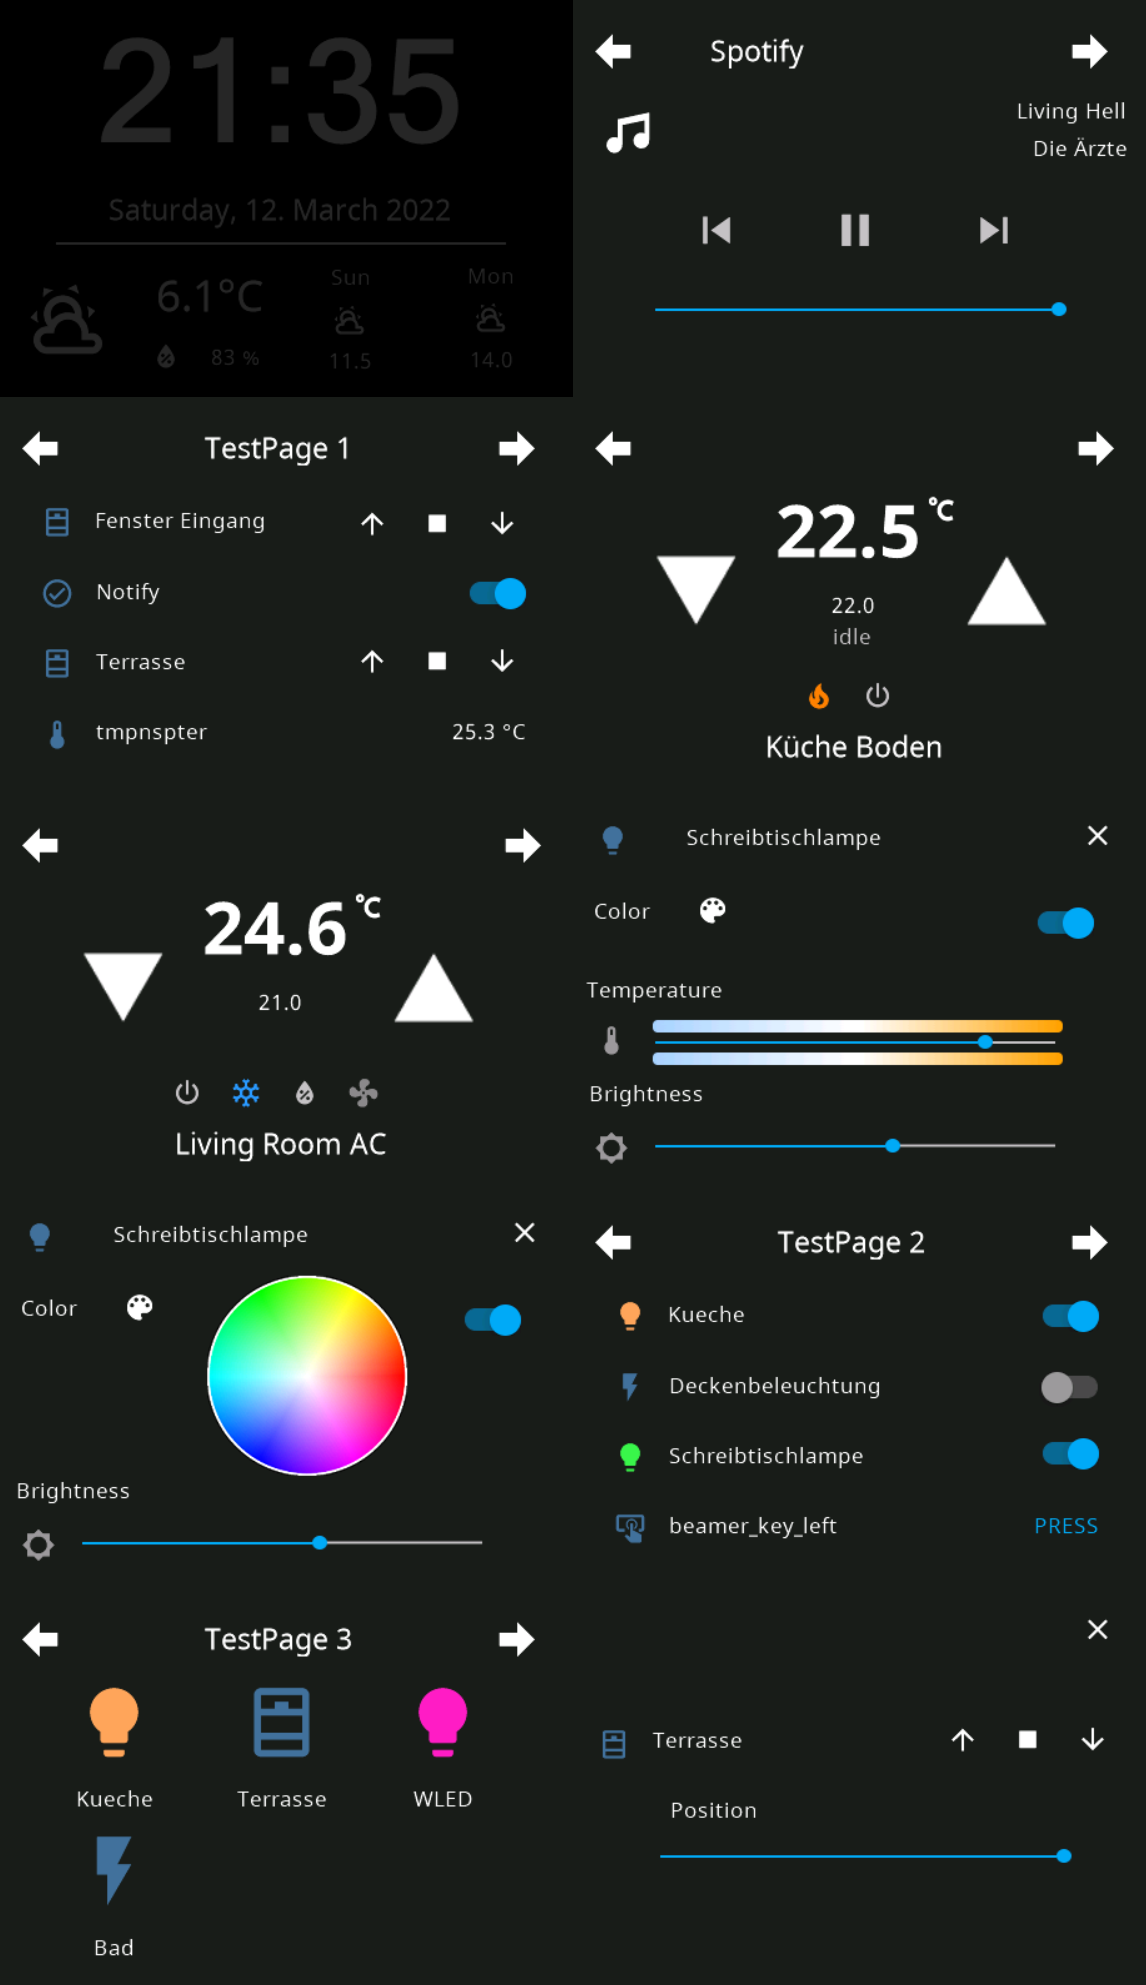 21:35
Saturday, 12. March 2022
6.1°C
83 %
Sun
11.5
Mon
14.0
Spotify
Living Hell
Die Ärzte
TestPage 1
Fenster Eingang
Notify
Terrasse
tmpnspter 25.3 °C
22.5 °C
22.0
idle
Küche Boden
24.6 °C
21.0
Living Room AC
Schreibtischlampe
Color
Temperature
Brightness
Schreibtischlampe
Color
Brightness
TestPage 2
Kueche
Deckenbeleuchtung
Schreibtischlampe
beamer_key_left PRESS
TestPage 3
Kueche Terrasse WLED
Bad
Terrasse
Position